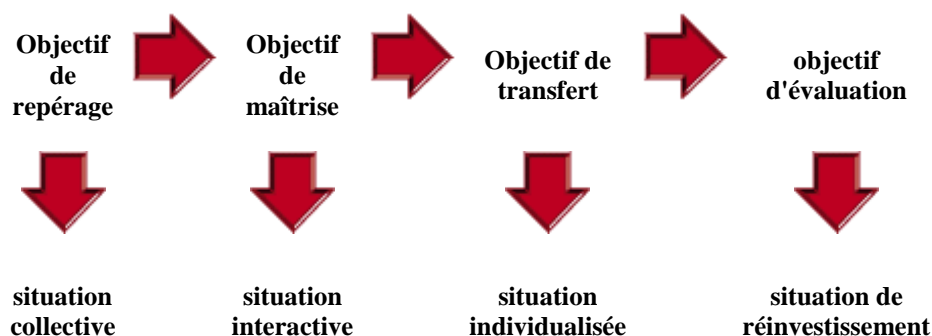 Objectif
de
repérage
Objectif
de
maîtrise
Objectif de
transfert
objectif
d'évaluation
situation
collective
situation
interactive
situation
individualisée
situation de
réinvestissement